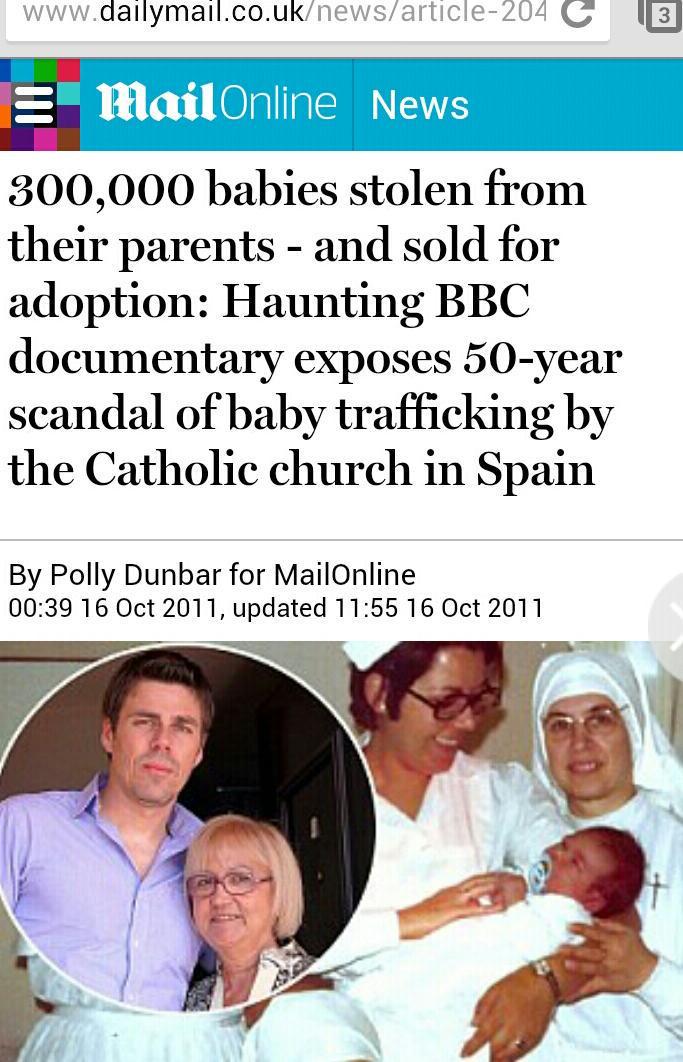 www.dailymail.co.uk/news/article-204
3
Mail Online News
300,000 babies stolen from
their parents - and sold for
adoption: Haunting BBC
documentary exposes 50-year
scandal of baby trafficking by
the Catholic church in Spain
By Polly Dunbar for MailOnline
00:39 16 Oct 2011, updated 11:55 16 Oct 2011